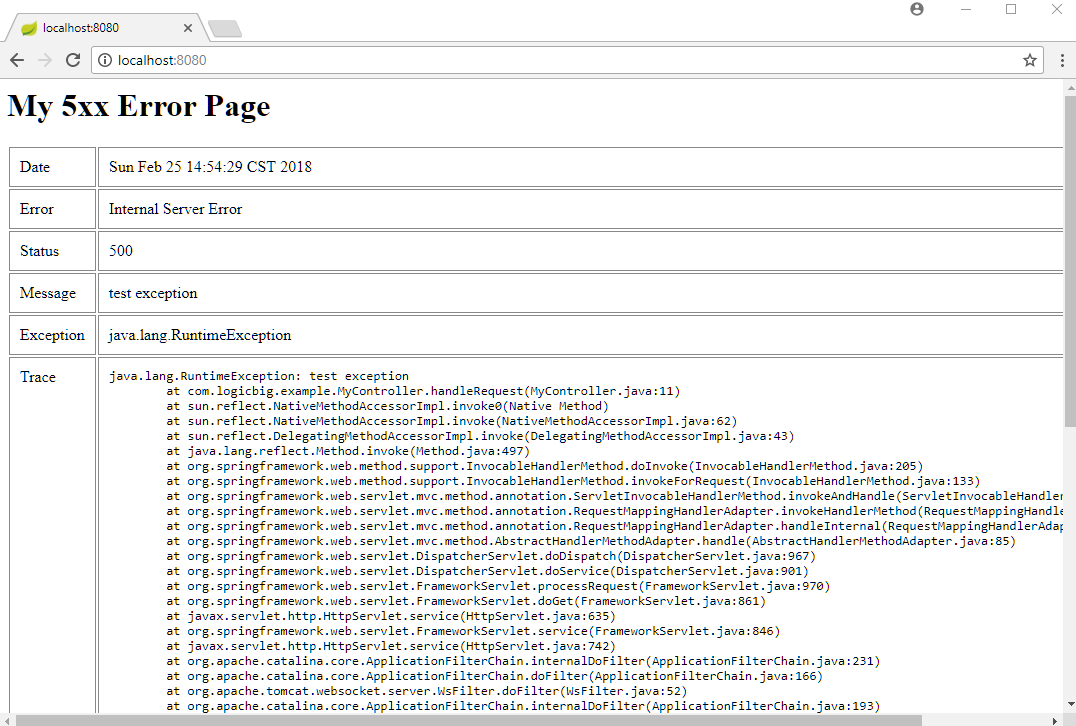 localhost:8080
localhost:8080
My 5xx Error Page
Date Sun Feb 25 14:54:29 CST 2018
Error Internal Server Error
Status 500
Message test exception
Exception java.lang.RuntimeException
Trace java.lang.RuntimeException: test exception
at com.logicbig.example.MyController.handleRequest(MyController.java:11)
at sun.reflect.NativeMethodAccessorImpl.invoke0(Native Method)
at sun.reflect.NativeMethodAccessorImpl.invoke(NativeMethodAccessorImpl.java:62)
at sun.reflect.DelegatingMethodAccessorImpl.invoke(DelegatingMethodAccessorImpl.java:43)
at java.lang.reflect.Method.invoke(Method.java:497)
at org.springframework.web.method.support.InvocableHandlerMethod.doInvoke(InvocableHandlerMethod.java:205)
at org.springframework.web.method.support.InvocableHandlerMethod.invokeForRequest(InvocableHandlerMethod.java:133)
at org.springframework.web.servlet.mvc.method.annotation.ServletInvocableHandlerMethod.invokeAndHandle(ServletInvocableHandler
at org.springframework.web.servlet.mvc.method.annotation.RequestMappingHandlerAdapter.invokeHandlerMethod(RequestMappingHandle
at org.springframework.web.servlet.mvc.method.annotation.RequestMappingHandlerAdapter.handleInternal(RequestMappingHandlerAdap
at org.springframework.web.servlet.mvc.method.AbstractHandlerMethodAdapter.handle(AbstractHandlerMethodAdapter.java:85)
at org.springframework.web.servlet.DispatcherServlet.doDispatch(DispatcherServlet.java:967)
at org.springframework.web.servlet.DispatcherServlet.doService(DispatcherServlet.java:901)
at org.springframework.web.servlet.FrameworkServlet.processRequest(FrameworkServlet.java:970)
at org.springframework.web.servlet.FrameworkServlet.doGet(FrameworkServlet.java:861)
at javax.servlet.http.HttpServlet.service(HttpServlet.java:635)
at org.springframework.web.servlet.FrameworkServlet.service(FrameworkServlet.java:846)
at javax.servlet.http.HttpServlet.service(HttpServlet.java:742)
at org.apache.catalina.core.ApplicationFilterChain.internalDoFilter(ApplicationFilterChain.java:231)
at org.apache.catalina.core.ApplicationFilterChain.doFilter(ApplicationFilterChain.java:166)
at org.apache.tomcat.websocket.server.WsFilter.doFilter(WsFilter.java:52)
at org.apache.catalina.core.ApplicationFilterChain.internalDoFilter(ApplicationFilterChain.java:193)